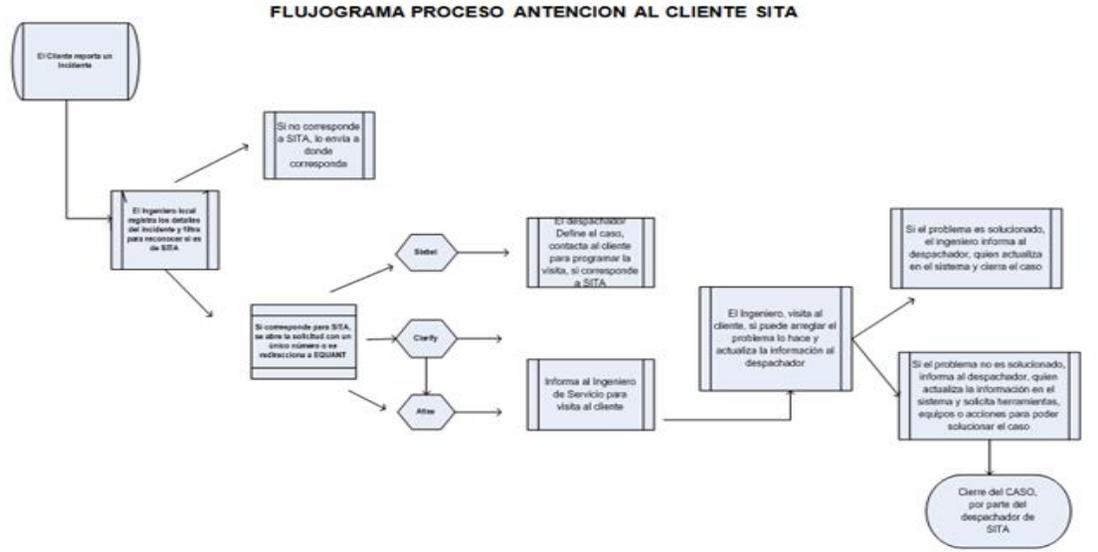 FLUJOGRAMA PROCESO ANTENCION AL CLIENTE SITA
El Cliente reporta un
Incidente
Si no corresponde
a SITA, lo envia a
donde
corresponda
El Ingeniero local
registra los detalles
del incidente y filtra
para reconocer si es
de SITA
Si corresponde para SITA,
se abre la solicitud con un
único número o se
redirecciona a EQUANT
Siebel
Clarify
Atlas
El despachador
Define el caso,
contacta al cliente
para programar la
visita, si corresponde
a SITA
Informa al Ingeniero
de Servicio para
visita al cliente
El Ingeniero, visita al
cliente, si puede arreglar el
problema lo hace y
actualiza la información al
despachador
Si el problema es solucionado,
el ingeniero informa al
despachador, quien actualiza
en el sistema y cierra el caso
Si el problema no es solucionado,
informa al despachador, quien
actualiza la información en el
sistema y solicita herramientas,
equipos o acciones para poder
solucionar el caso
Cierre del CASO,
por parte del
despachador de
SITA